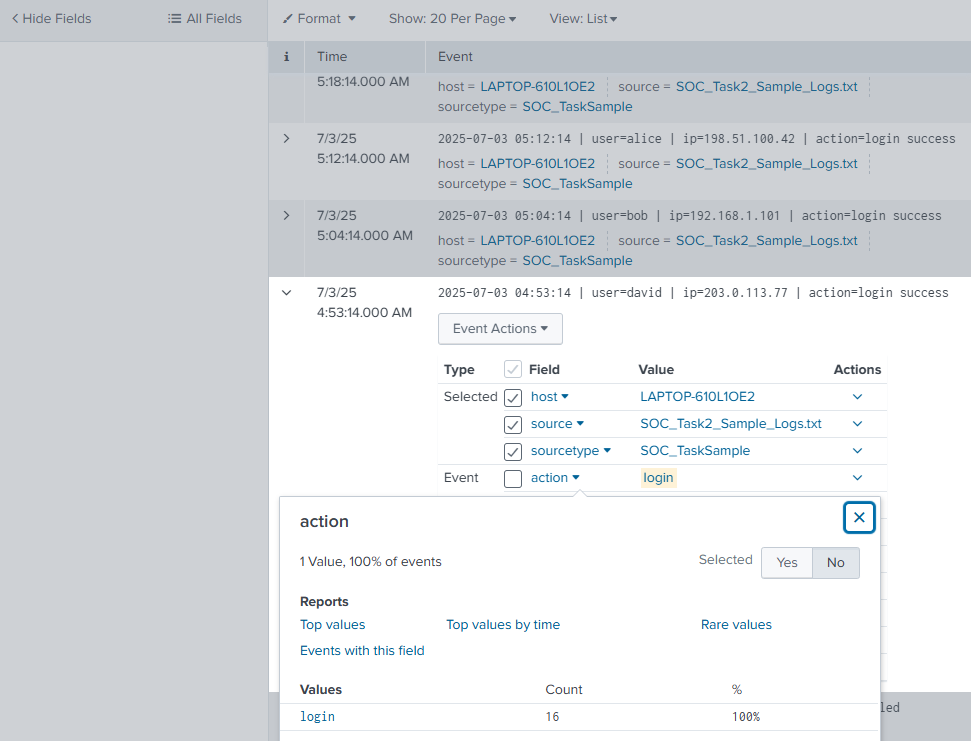 Hide Fields
All Fields
Format
Show: 20 Per Page
View: List
i
Time
Event
5:18:14.000 AM
host = LAPTOP-610L1OE2
source = SOC_Task2_Sample_Logs.txt
sourcetype = SOC_TaskSample
7/3/25
5:12:14.000 AM
2025-07-03 05:12:14 | user=alice | ip=198.51.100.42 | action=login success
host = LAPTOP-610L1OE2
source = SOC_Task2_Sample_Logs.txt
sourcetype = SOC_TaskSample
7/3/25
5:04:14.000 AM
2025-07-03 05:04:14 | user=bob | ip=192.168.1.101 | action=login success
host = LAPTOP-610L1OE2
source = SOC_Task2_Sample_Logs.txt
sourcetype = SOC_TaskSample
7/3/25
4:53:14.000 AM
2025-07-03 04:53:14 | user=david | ip=203.0.113.77 | action=login success
Event Actions
Type
Field
Value
Actions
Selected
host
LAPTOP-610L1OE2
source
SOC_Task2_Sample_Logs.txt
sourcetype
SOC_TaskSample
Event
action
login
action
1 Value, 100% of events
Selected
Yes
No
Reports
Top values
Top values by time
Rare values
Events with this field
Values
Count
%
led
login
16
100%